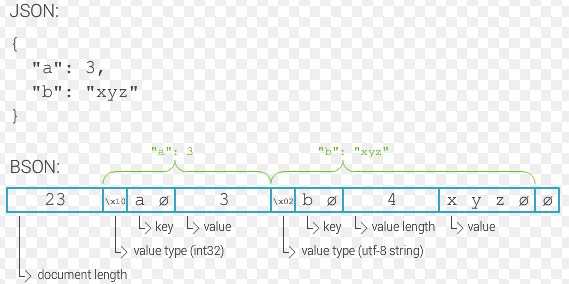 JSON:
{
"a": 3,
"b": "xyz"
}
"a": 3 "b": "xyz"
BSON:
23 \x10 a ø 3 \x02 b ø 4 x y z ø ø
key value key value length value
value type (int32) value type (utf-8 string)
document length